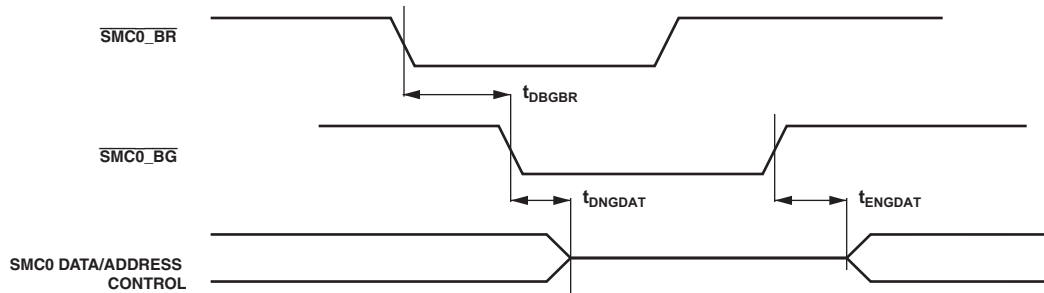 SMC0_BR
tDBGBR
SMC0_BG
tDNGDAT
tENGDAT
SMC0 DATA/ADDRESS
CONTROL